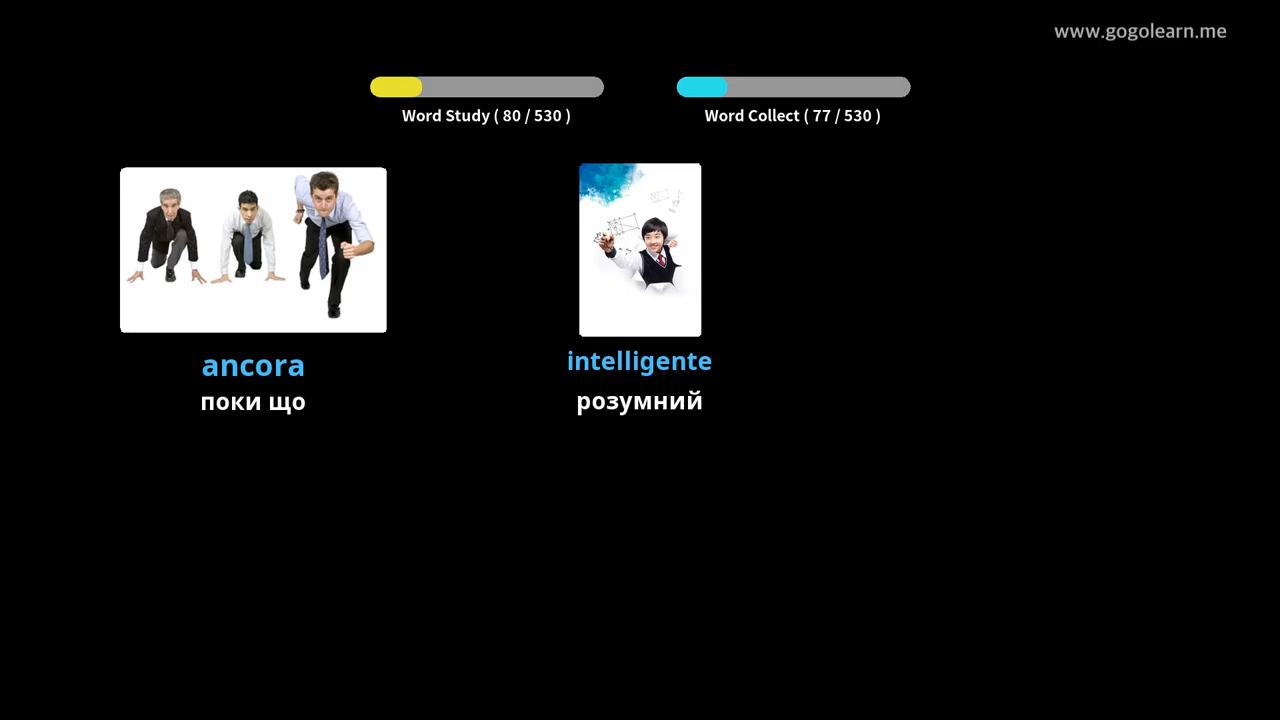 www.gogolearn.me
Word Study ( 80 / 530 )
Word Collect ( 77 / 530 )
ancora
поки що
intelligente
розумний